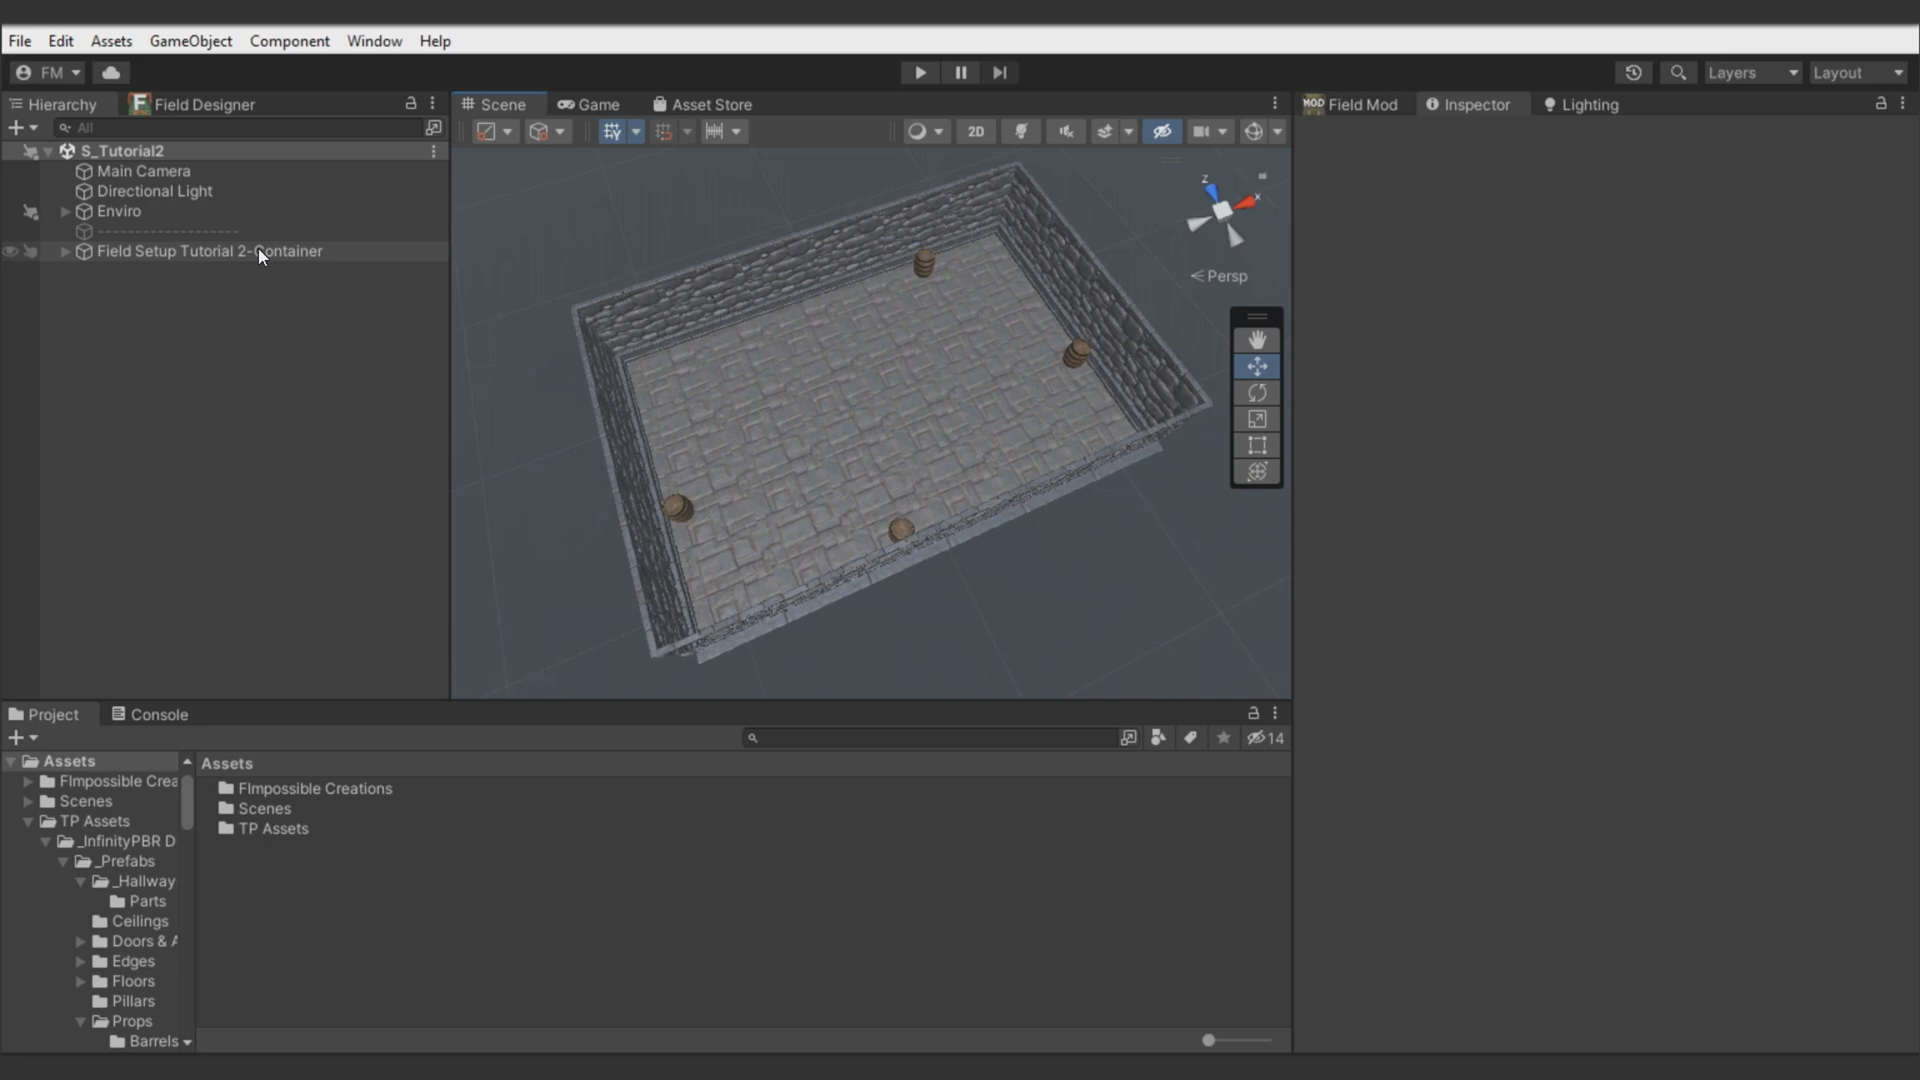 File Edit Assets GameObject Component Window Help
FM Layers Layout
Hierarchy Field Designer Scene Game Asset Store MOD Field Mod Inspector Lighting
All 2D
S_Tutorial2
Main Camera
Directional Light
Enviro
-------------------
Field Setup Tutorial 2-Container
z
x
Persp
Project Console
14
Assets
FImpossible Crea
Scenes
TP Assets
_InfinityPBR D
_Prefabs
_Hallway
Parts
Ceilings
Doors & A
Edges
Floors
Pillars
Props
Barrels
Assets
FImpossible Creations
Scenes
TP Assets